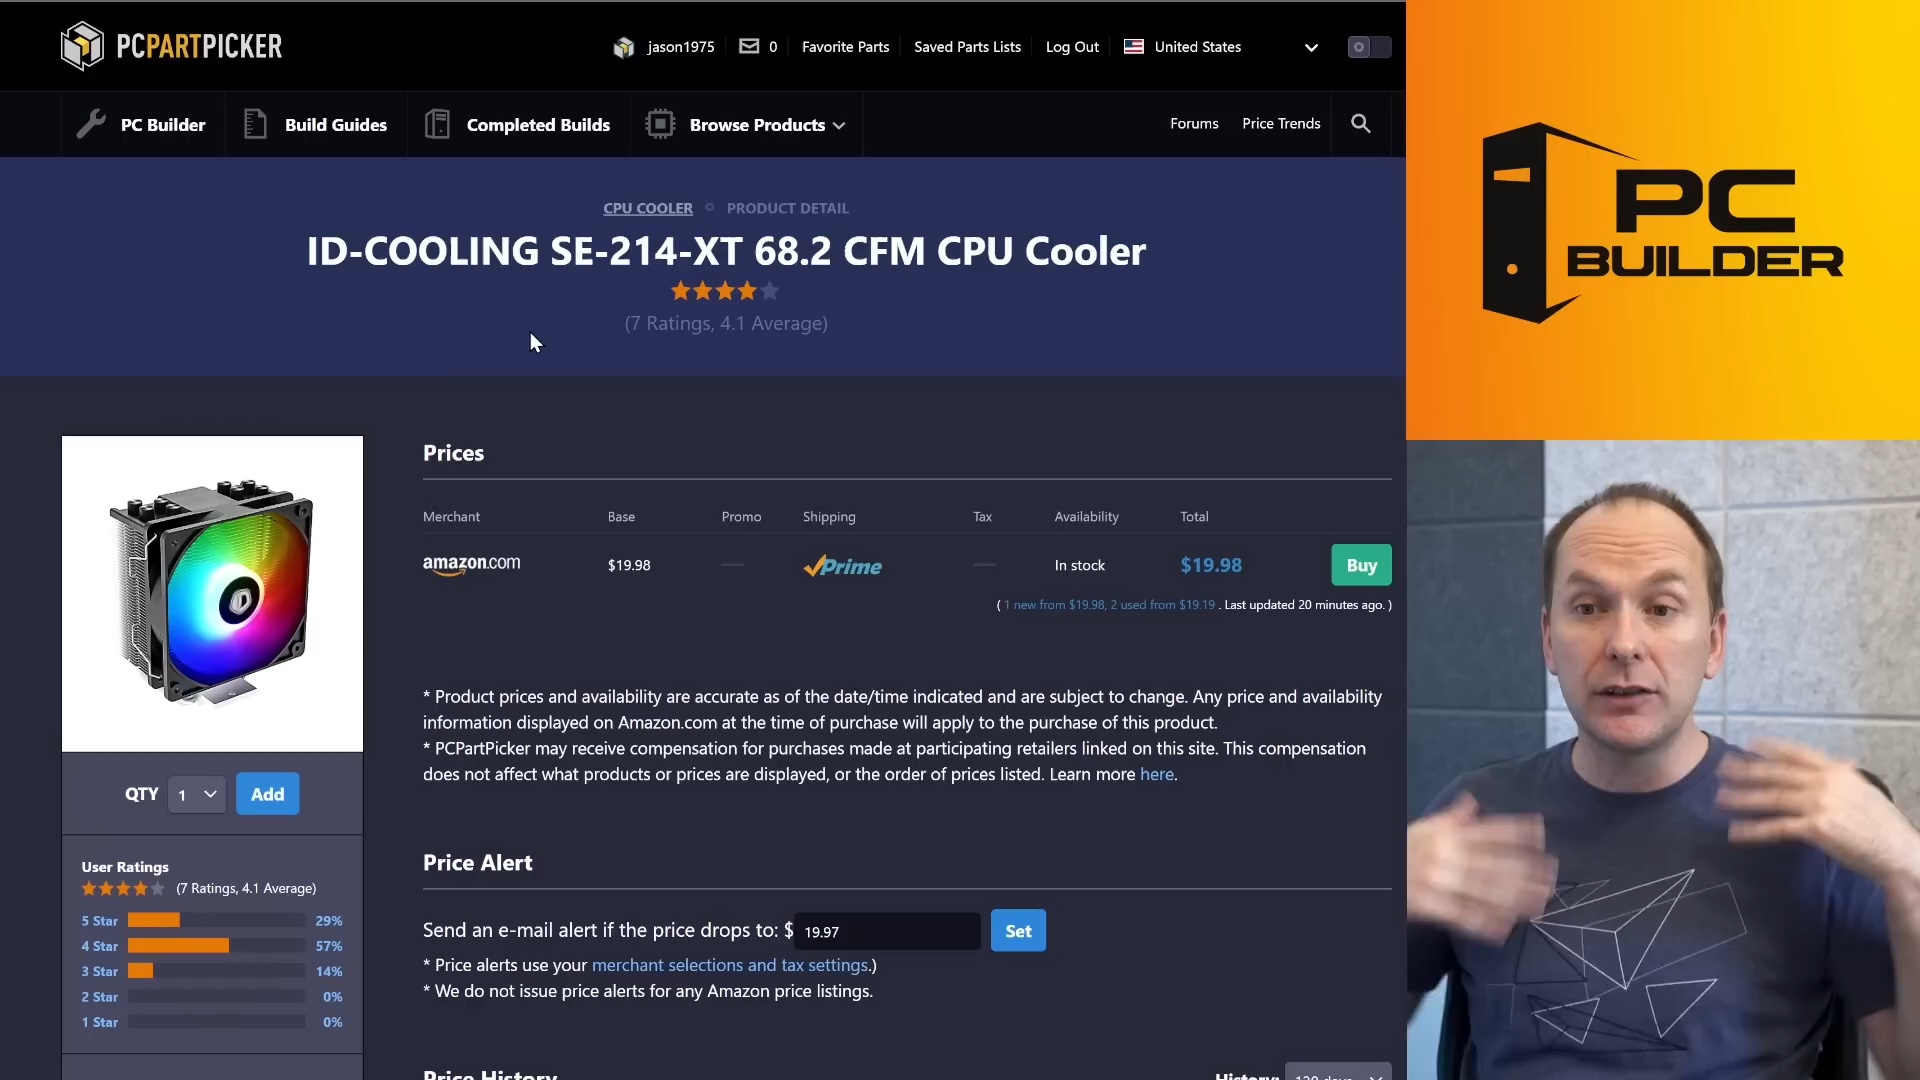 PCPARTPICKER
jason1975
0
Favorite Parts
Saved Parts Lists
Log Out
United States
PC Builder
Build Guides
Completed Builds
Browse Products
Forums
Price Trends
CPU COOLER
PRODUCT DETAIL
ID-COOLING SE-214-XT 68.2 CFM CPU Cooler
(7 Ratings, 4.1 Average)
PC
BUILDER
Prices
Merchant Base Promo Shipping Tax Availability Total
amazon.com $19.98 — Prime — In stock $19.98 Buy
( 1 new from $19.98, 2 used from $19.19 . Last updated 20 minutes ago. )
* Product prices and availability are accurate as of the date/time indicated and are subject to change. Any price and availability
information displayed on Amazon.com at the time of purchase will apply to the purchase of this product.
* PCPartPicker may receive compensation for purchases made at participating retailers linked on this site. This compensation
does not affect what products or prices are displayed, or the order of prices listed. Learn more here.
QTY 1 Add
Price Alert
Send an e-mail alert if the price drops to: $ 19.97 Set
* Price alerts use your merchant selections and tax settings.)
* We do not issue price alerts for any Amazon price listings.
User Ratings
(7 Ratings, 4.1 Average)
5 Star 29%
4 Star 57%
3 Star 14%
2 Star 0%
1 Star 0%
Price History
History: 120 days